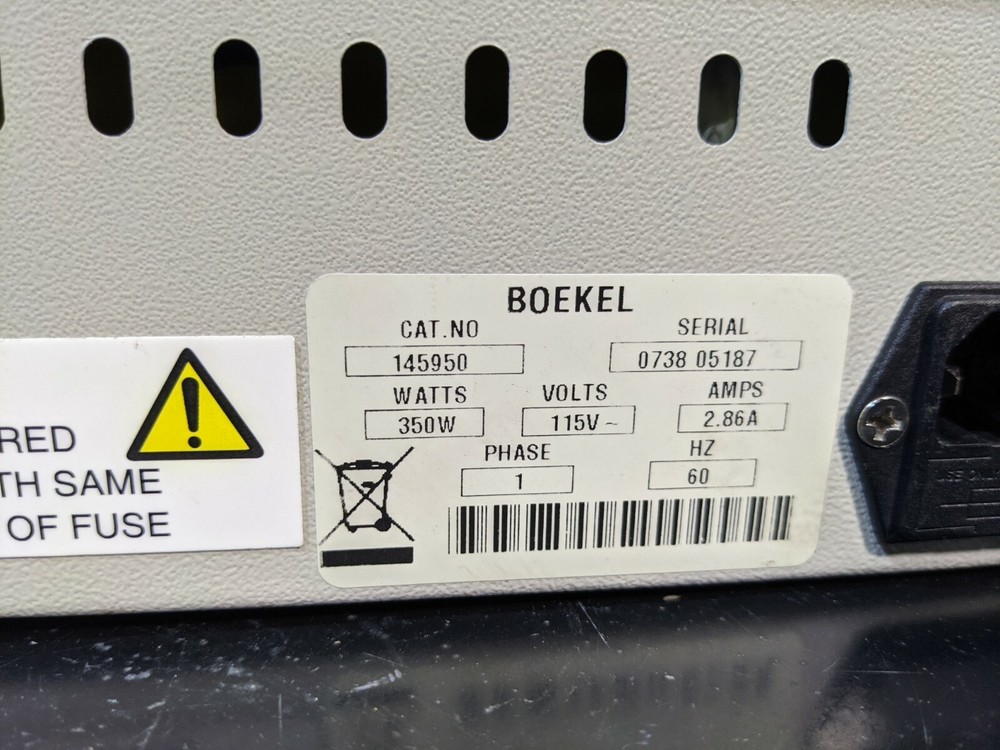 BOEKEL
CAT.NO SERIAL
145950 0738 05187
WATTS VOLTS AMPS
350W 115V~ 2.86A
PHASE HZ
1 60
RED
TH SAME
OF FUSE